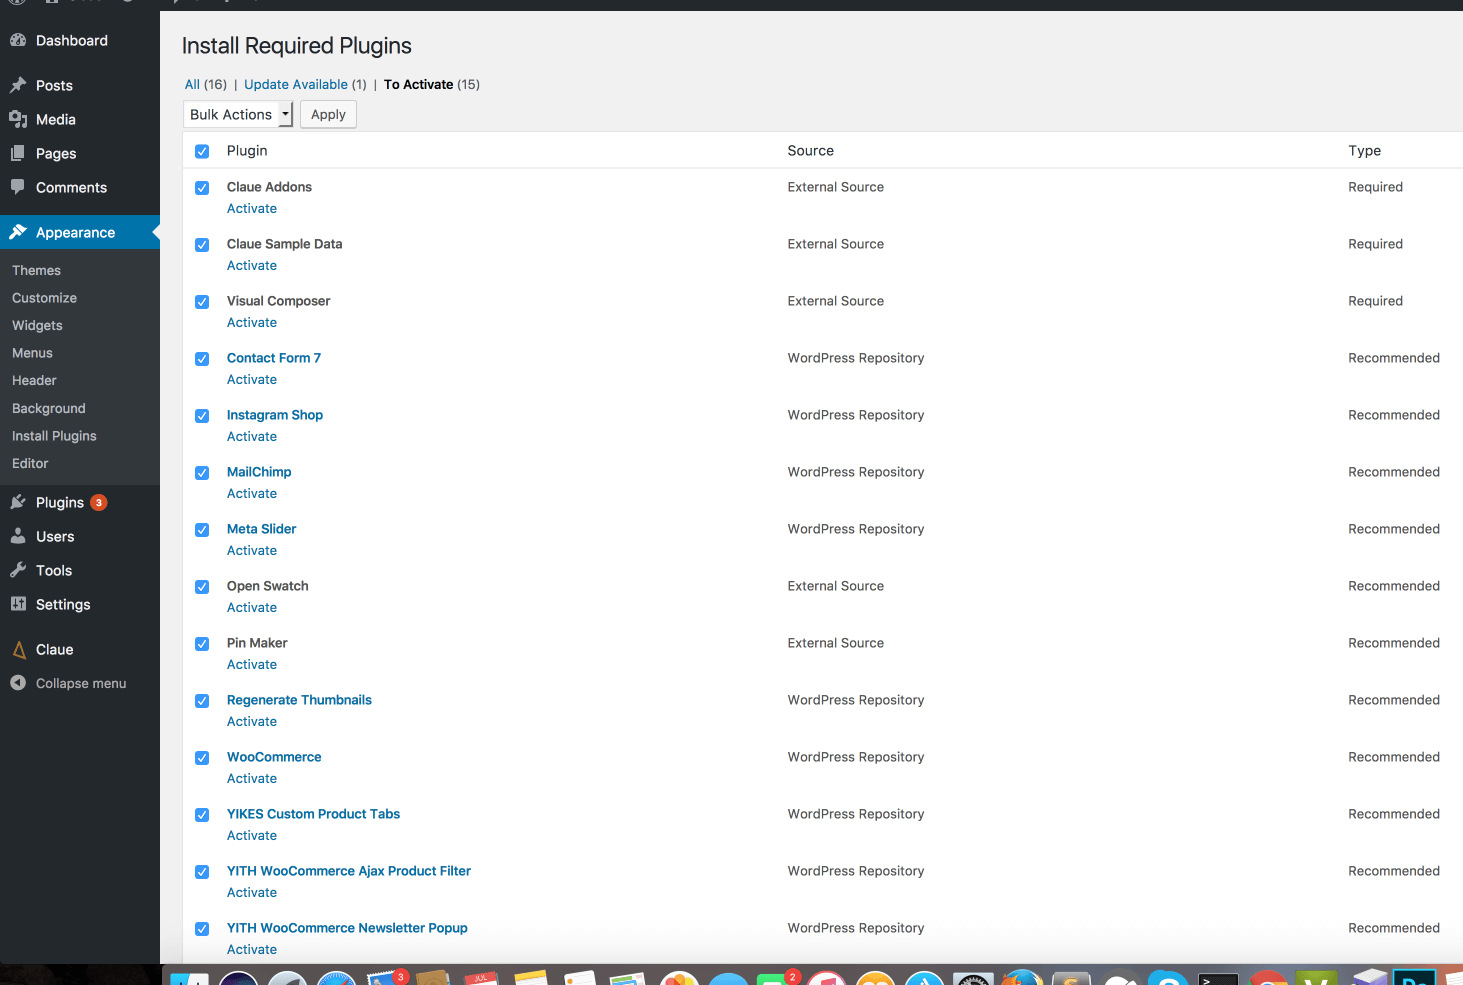 Dashboard
Posts
Media
Pages
Comments
Appearance
Themes
Customize
Widgets
Menus
Header
Background
Install Plugins
Editor
Plugins 3
Users
Tools
Settings
Claue
Collapse menu
Install Required Plugins
All (16) | Update Available (1) | To Activate (15)
Bulk Actions Apply
Plugin Source Type
Claue Addons External Source Required
Activate
Claue Sample Data External Source Required
Activate
Visual Composer External Source Required
Activate
Contact Form 7 WordPress Repository Recommended
Activate
Instagram Shop WordPress Repository Recommended
Activate
MailChimp WordPress Repository Recommended
Activate
Meta Slider WordPress Repository Recommended
Activate
Open Swatch External Source Recommended
Activate
Pin Maker External Source Recommended
Activate
Regenerate Thumbnails WordPress Repository Recommended
Activate
WooCommerce WordPress Repository Recommended
Activate
YIKES Custom Product Tabs WordPress Repository Recommended
Activate
YITH WooCommerce Ajax Product Filter WordPress Repository Recommended
Activate
YITH WooCommerce Newsletter Popup WordPress Repository Recommended
Activate
3 JUL 2